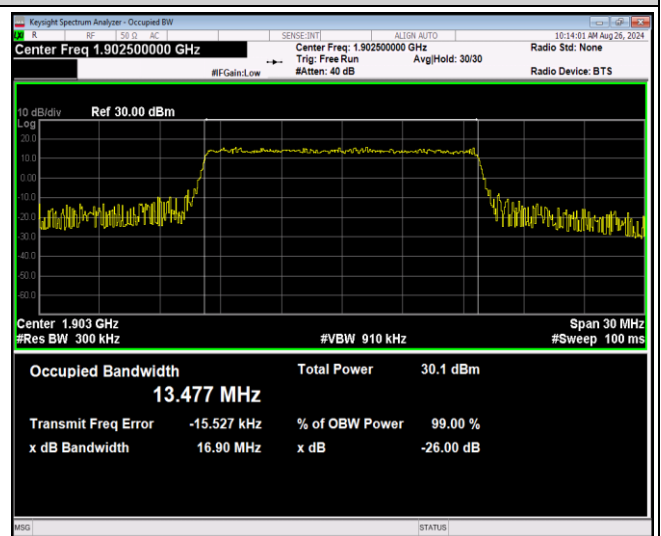 Keysight Spectrum Analyzer - Occupied BW
LXI R RF 50 Ω AC SENSE:INT ALIGN AUTO 10:14:01 AM Aug 26, 2024
Center Freq 1.902500000 GHz Center Freq: 1.902500000 GHz Radio Std: None
Trig: Free Run Avg|Hold: 30/30
#IFGain:Low #Atten: 40 dB Radio Device: BTS
10 dB/div Ref 30.00 dBm
Log
20.0
10.0
0.00
-10.0
-20.0
-30.0
-40.0
-50.0
-60.0
Center 1.903 GHz Span 30 MHz
#Res BW 300 kHz #VBW 910 kHz #Sweep 100 ms
Occupied Bandwidth Total Power 30.1 dBm
13.477 MHz
Transmit Freq Error -15.527 kHz % of OBW Power 99.00 %
x dB Bandwidth 16.90 MHz x dB -26.00 dB
MSG STATUS